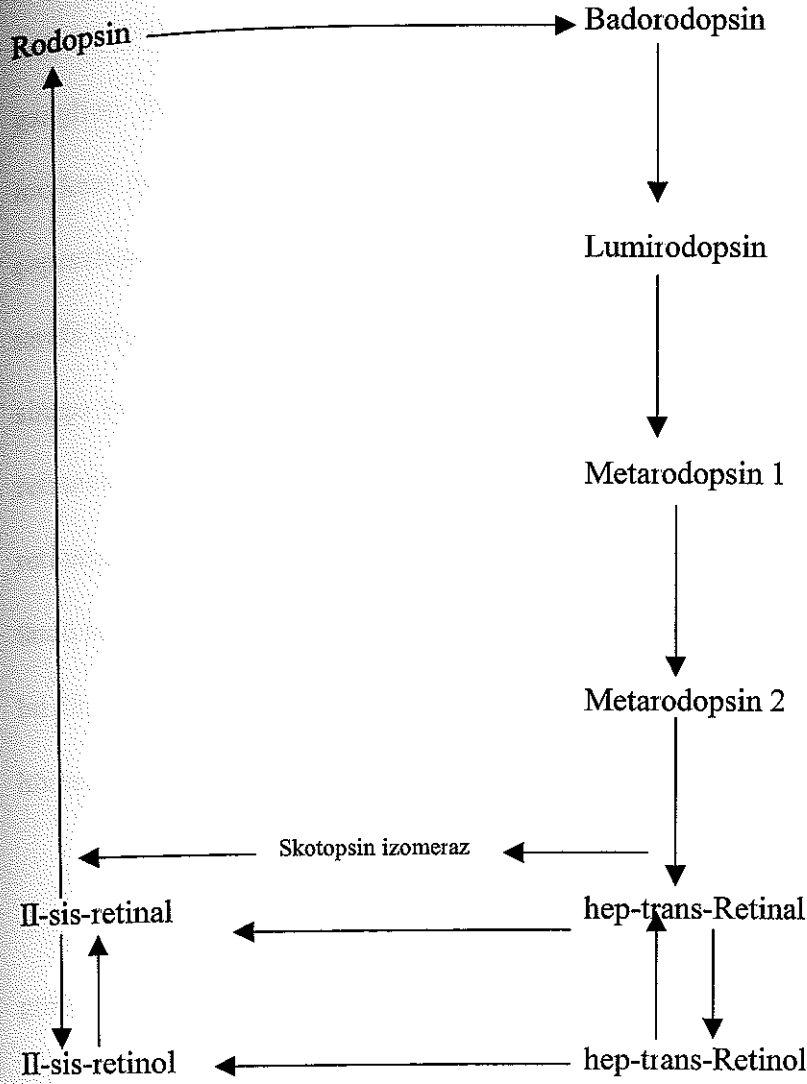 Rodopsin
Badorodopsin
Lumirodopsin
Metarodopsin 1
Metarodopsin 2
Skotopsin izomeraz
II-sis-retinal
hep-trans-Retinal
II-sis-retinol
hep-trans-Retinol